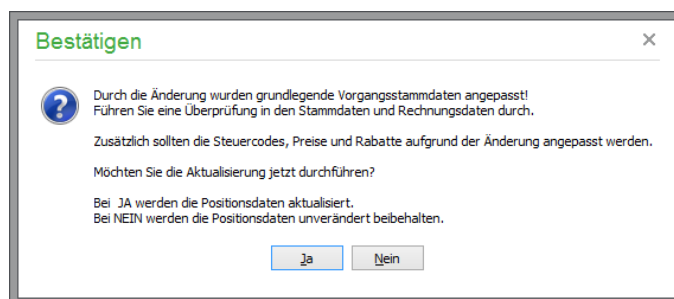 Bestätigen
Durch die Änderung wurden grundlegende Vorgangsstammdaten angepasst!
Führen Sie eine Überprüfung in den Stammdaten und Rechnungsdaten durch.
Zusätzlich sollten die Steuercodes, Preise und Rabatte aufgrund der Änderung angepasst werden.
Möchten Sie die Aktualisierung jetzt durchführen?
Bei JA werden die Positionsdaten aktualisiert.
Bei NEIN werden die Positionsdaten unverändert beibehalten.
Ja Nein